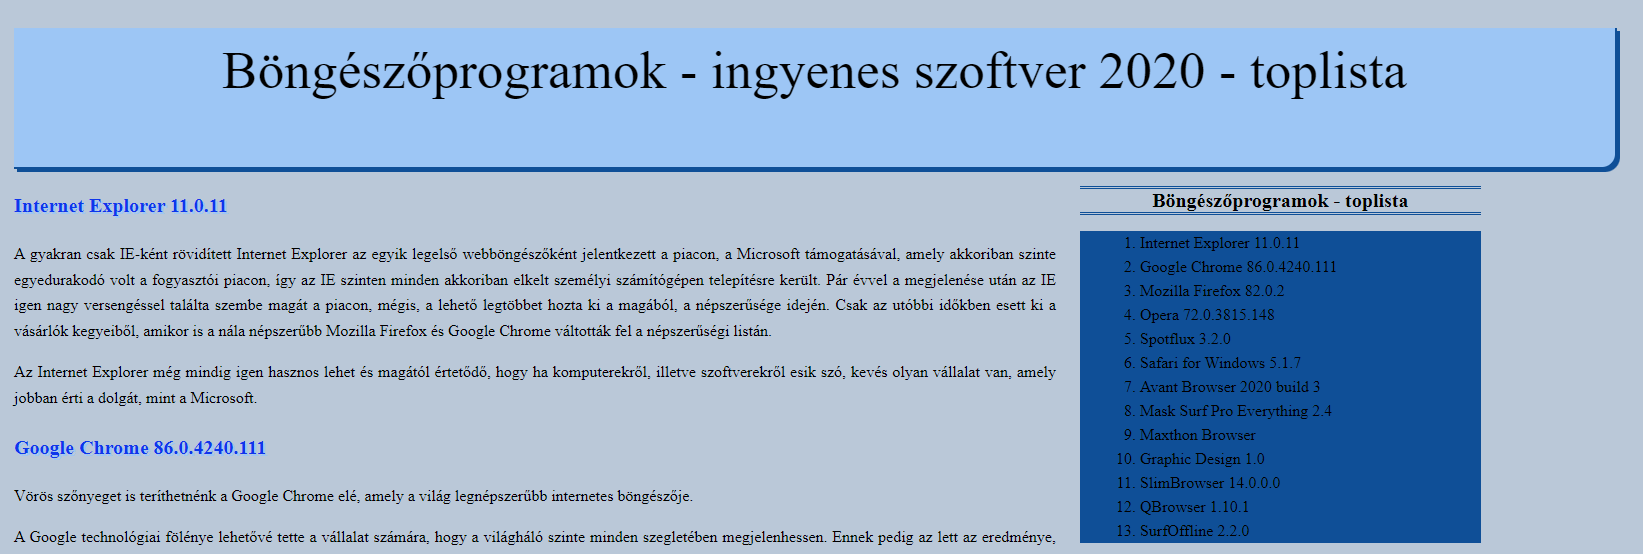 Böngészőprogramok - ingyenes szoftver 2020 - toplista
Internet Explorer 11.0.11
A gyakran csak IE-ként rövidített Internet Explorer az egyik legelső webböngészőként jelentkezett a piacon, a Microsoft támogatásával, amely akkoriban szinte
egyedurakodó volt a fogyasztói piacon, így az IE szinten minden akkoriban elkelt személyi számítógépen telepítésre került. Pár évvel a megjelenése után az IE
igen nagy versengéssel találta szembe magát a piacon, mégis, a lehető legtöbbet hozta ki a magából, a népszerűsége idején. Csak az utóbbi időkben esett ki a
vásárlók kegyeiből, amikor is a nála népszerűbb Mozilla Firefox és Google Chrome váltották fel a népszerűségi listán.
Az Internet Explorer még mindig igen hasznos lehet és magától értetődő, hogy ha komputerekről, illetve szoftverekről esik szó, kevés olyan vállalat van, amely
jobban érti a dolgát, mint a Microsoft.
Google Chrome 86.0.4240.111
Vörös szőnyeget is teríthetnénk a Google Chrome elé, amely a világ legnépszerűbb internetes böngészője.
A Google technológiai fölénye lehetővé tette a vállalat számára, hogy a világháló szinte minden szegletében megjelenhessen. Ennek pedig az lett az eredménye,
Böngészőprogramok - toplista
1. Internet Explorer 11.0.11
2. Google Chrome 86.0.4240.111
3. Mozilla Firefox 82.0.2
4. Opera 72.0.3815.148
5. Spotflux 3.2.0
6. Safari for Windows 5.1.7
7. Avant Browser 2020 build 3
8. Mask Surf Pro Everything 2.4
9. Maxthon Browser
10. Graphic Design 1.0
11. SlimBrowser 14.0.0.0
12. QBrowser 1.10.1
13. SurfOffline 2.2.0